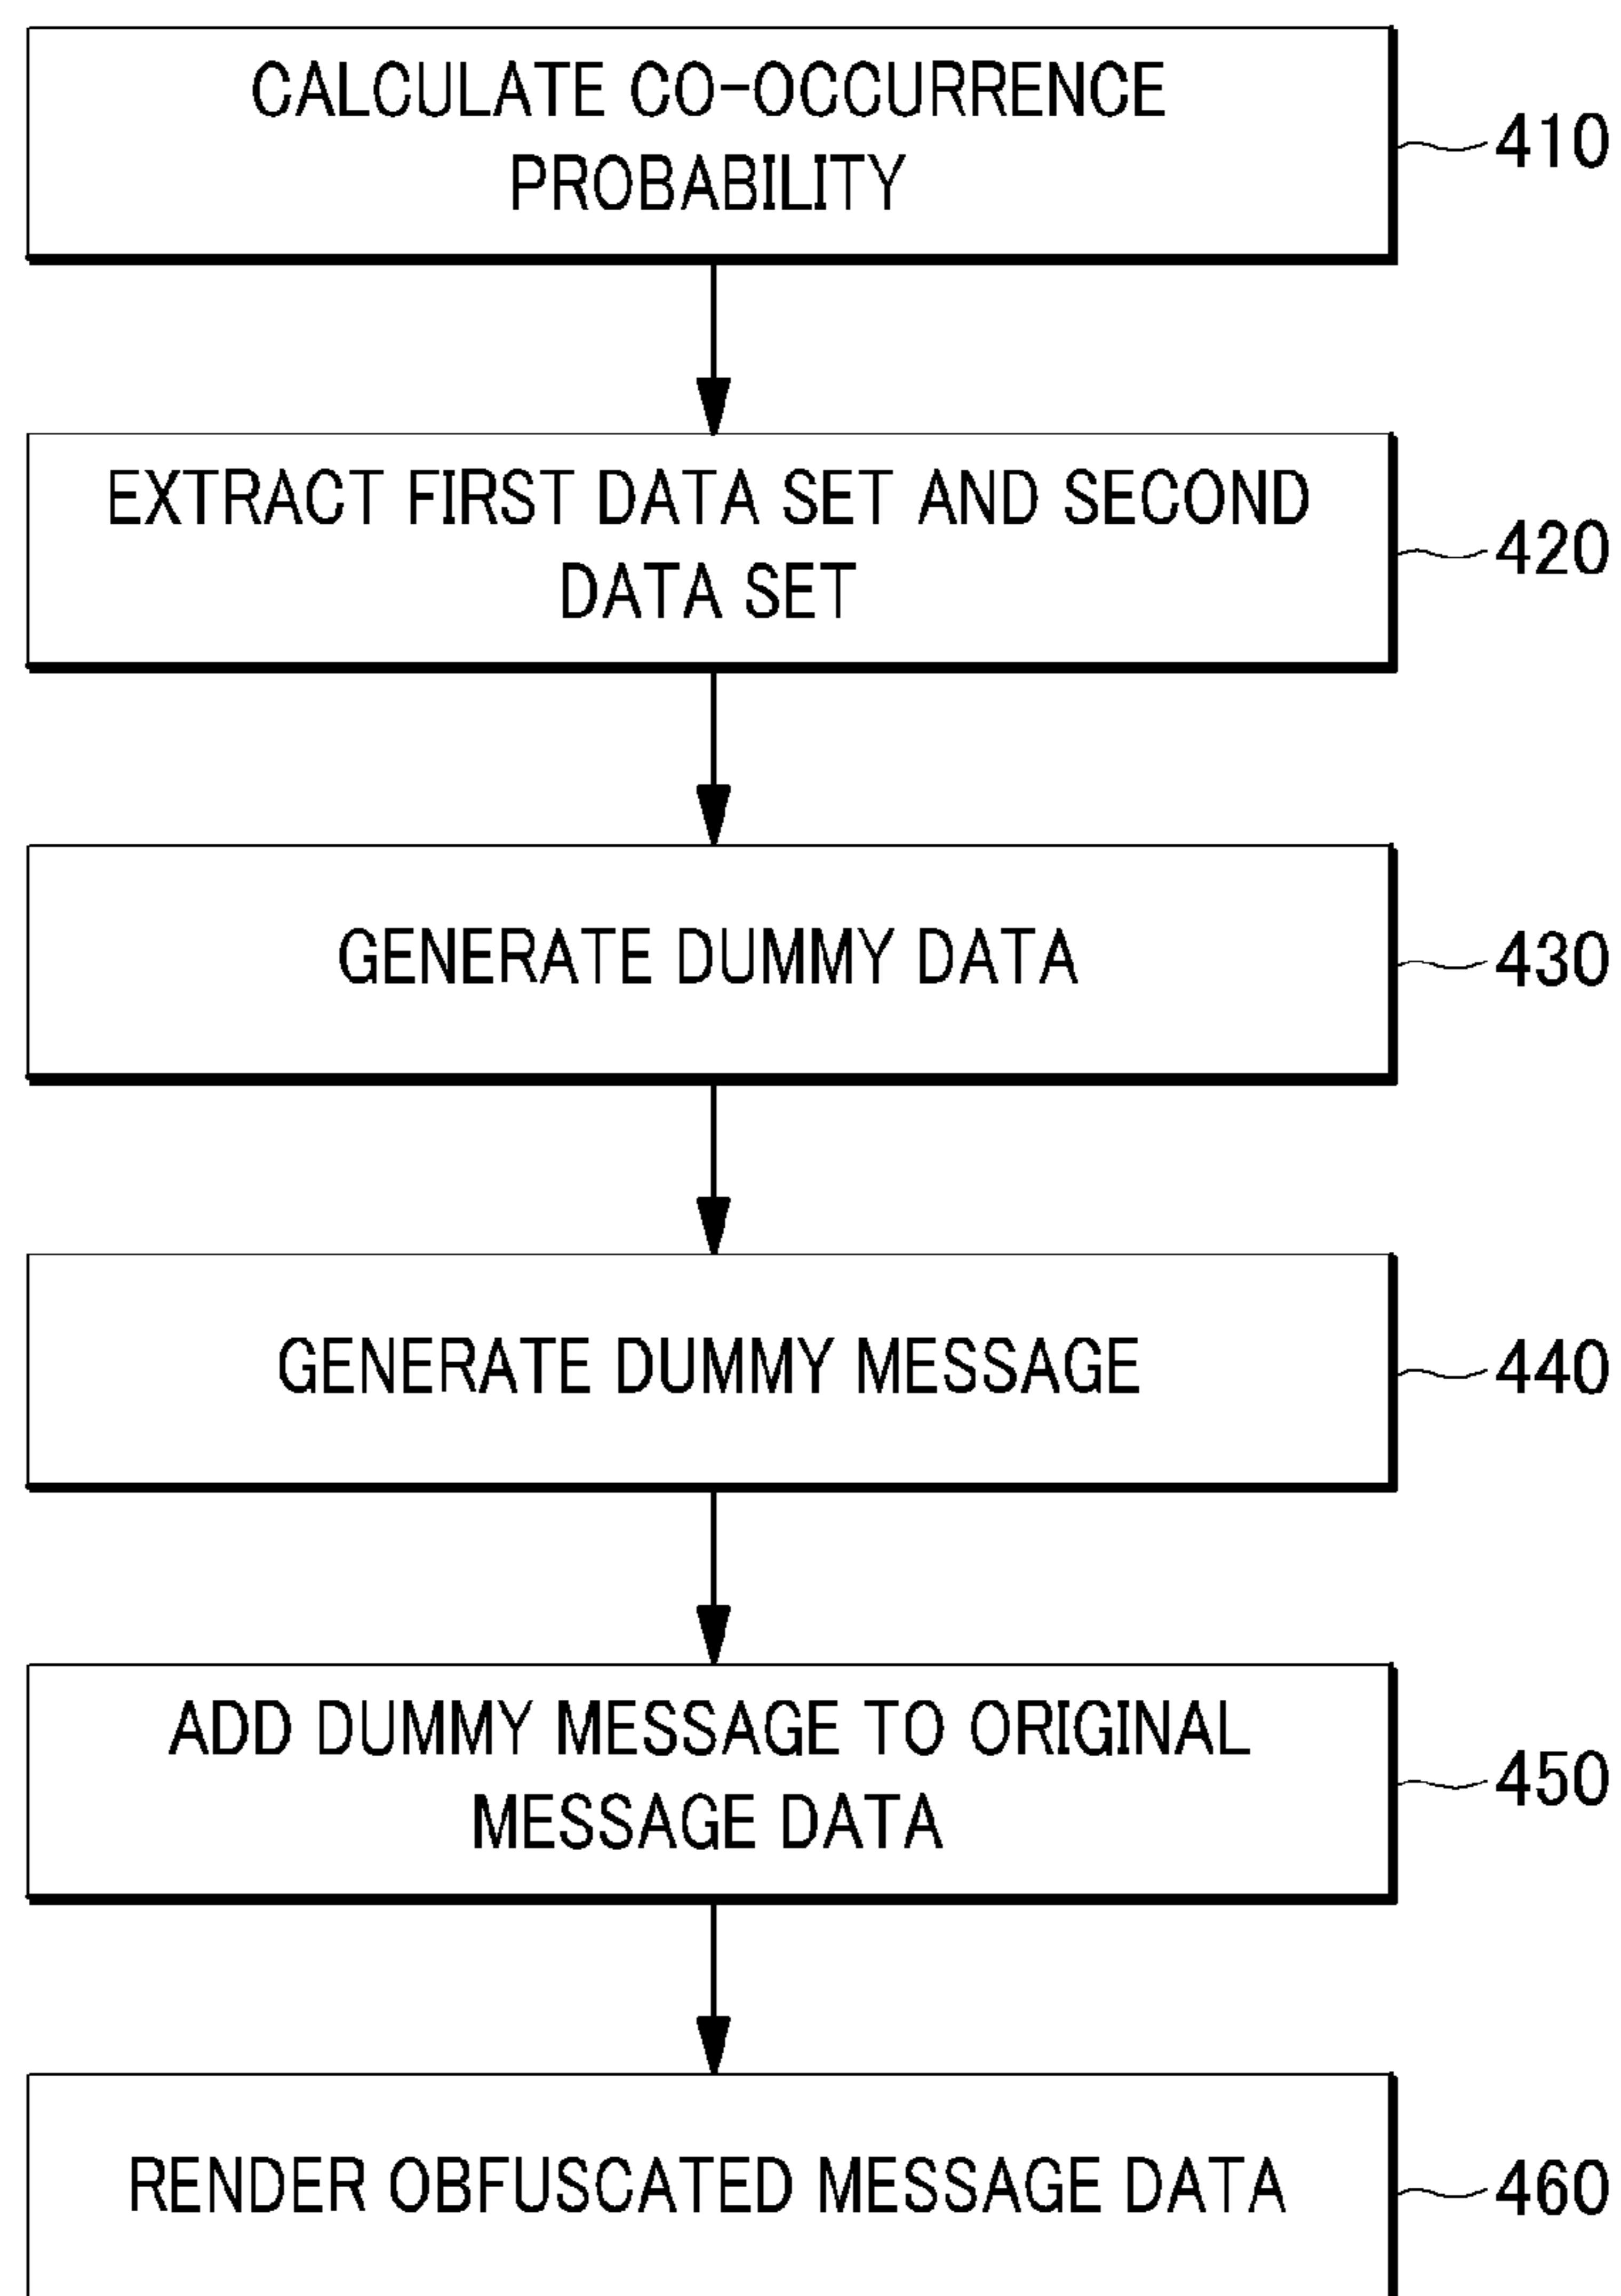 CALCULATE CO-OCCURRENCE
PROBABILITY
410
EXTRACT FIRST DATA SET AND SECOND
DATA SET
420
GENERATE DUMMY DATA
430
GENERATE DUMMY MESSAGE
440
ADD DUMMY MESSAGE TO ORIGINAL
MESSAGE DATA
450
RENDER OBFUSCATED MESSAGE DATA
460